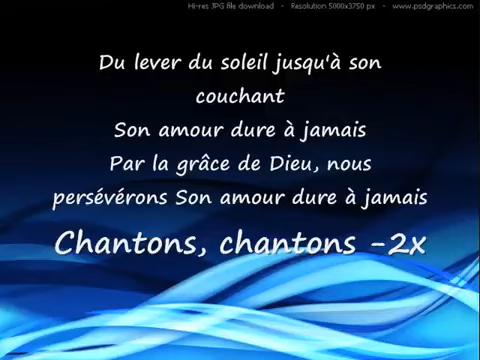 Hi-res JPG file download - Resolution 5000x3750 px - www.psdgraphics.com
Du lever du soleil jusqu'à son
couchant
Son amour dure à jamais
Par la grâce de Dieu, nous
persévérons Son amour dure à jamais
Chantons, chantons -2x